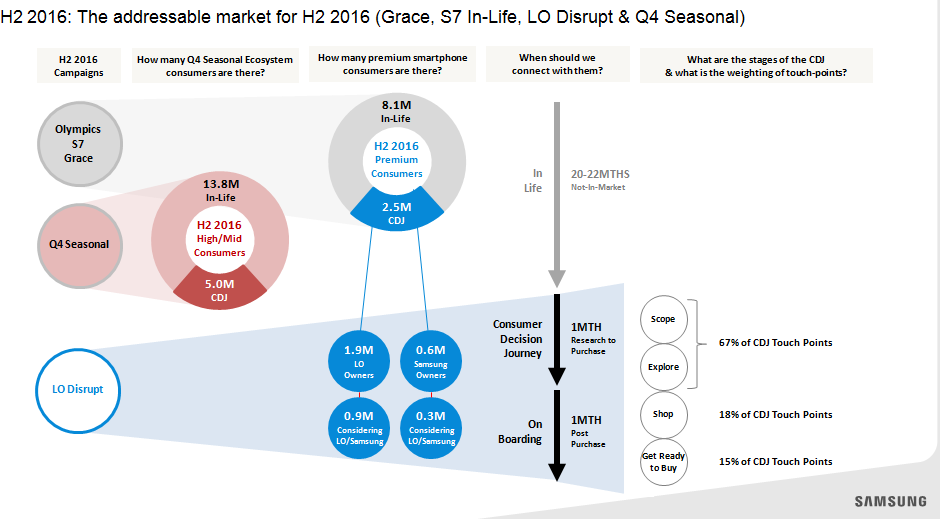 H2 2016: The addressable market for H2 2016 (Grace, S7 In-Life, LO Disrupt & Q4 Seasonal)
H2 2016
Campaigns
How many Q4 Seasonal Ecosystem
consumers are there?
How many premium smartphone
consumers are there?
When should we
connect with them?
What are the stages of the CDJ
& what is the weighting of touch-points?
Olympics
S7
Grace
8.1M
In-Life
H2 2016
Premium
Consumers
2.5M
CDJ
In
Life
20-22MTHS
Not-In-Market
Q4 Seasonal
13.8M
In-Life
H2 2016
High/Mid
Consumers
5.0M
CDJ
LO Disrupt
1.9M
LO
Owners
0.6M
Samsung
Owners
0.9M
Considering
LO/Samsung
0.3M
Considering
LO/Samsung
Consumer
Decision
Journey
1MTH
Research to
Purchase
On
Boarding
1MTH
Post
Purchase
Scope
Explore
67% of CDJ Touch Points
Shop
18% of CDJ Touch Points
Get Ready
to Buy
15% of CDJ Touch Points
SAMSUNG